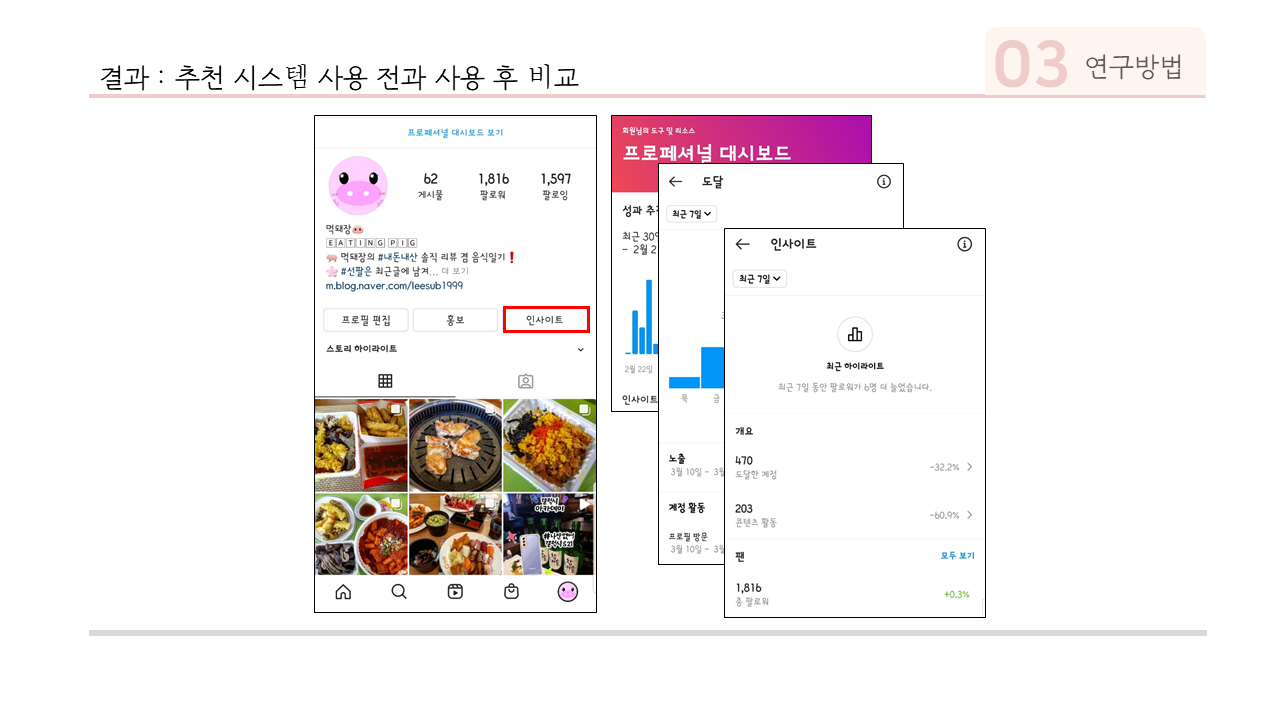 결과 : 추천 시스템 사용 전과 사용 후 비교
03 연구방법
프로페셔널 대시보드 보기
62 1,816 1,597
게시물 팔로워 팔로잉
먹돼장🐽
🄴🄰🅃🄸🄽🄶 🄿🄸🄶
🐖 먹돼장의 #내돈내산 솔직 리뷰 겸 음식일기❗
🌸 #선팔은 최근글에 남겨... 더 보기
m.blog.naver.com/leesub1999
프로필 편집 홍보 인사이트
스토리 하이라이트
아카데미
회원님의 도구 및 리소스
프로페셔널 대시보드
성과 추
최근 30
- 2월 2
2월 22일
인사이트
← 도달
최근 7일
목 금
노출
3월 10일 - 3월
계정 활동
프로필 방문
3월 10일 - 3월
← 인사이트
최근 7일
최근 하이라이트
최근 7일 동안 팔로워가 6명 더 늘었습니다.
개요
470 -32.2%
도달한 계정
203 -60.9%
콘텐츠 활동
팬 모두 보기
1,816 +0.3%
총 팔로워